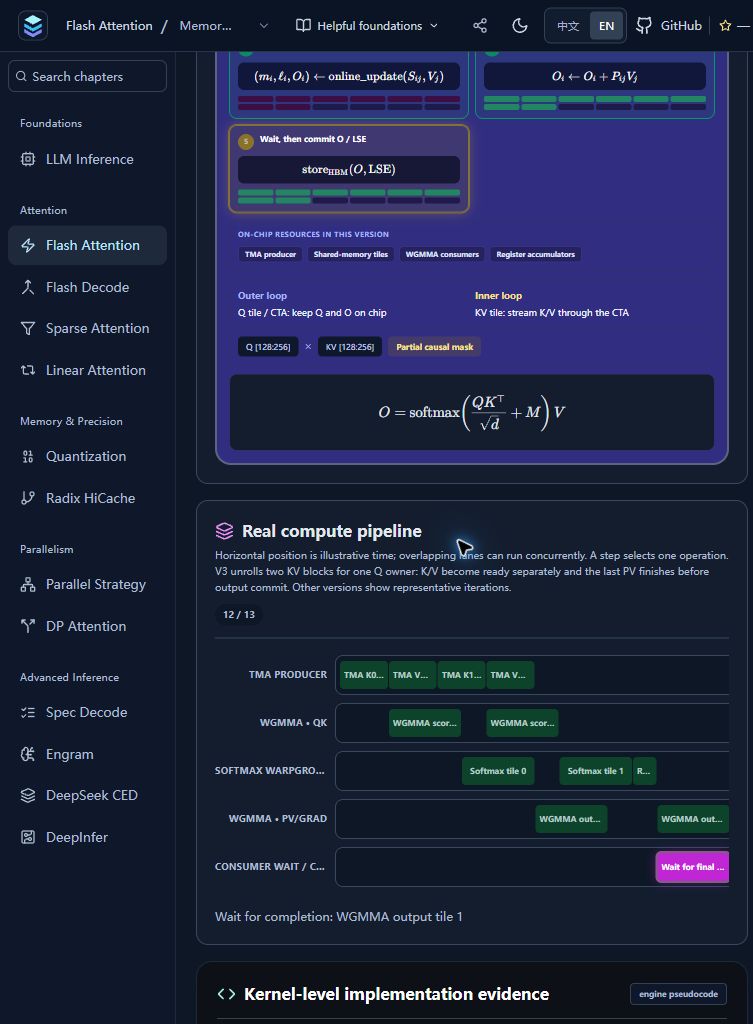 Flash Attention / Memor...
Helpful foundations
中文 EN
GitHub
Search chapters
Foundations
LLM Inference
Attention
Flash Attention
Flash Decode
Sparse Attention
Linear Attention
Memory & Precision
Quantization
Radix HiCache
Parallelism
Parallel Strategy
DP Attention
Advanced Inference
Spec Decode
Engram
DeepSeek CED
DeepInfer
(mᵢ, ℓᵢ, Oᵢ) ← online_update(Sᵢⱼ, Vⱼ)
Oᵢ ← Oᵢ + PᵢⱼVⱼ
5 Wait, then commit O / LSE
store_HBM(O, LSE)
ON-CHIP RESOURCES IN THIS VERSION
TMA producer Shared-memory tiles WGMMA consumers Register accumulators
Outer loop
Q tile / CTA: keep Q and O on chip
Inner loop
KV tile: stream K/V through the CTA
Q [128:256] × KV [128:256] Partial causal mask
O = softmax(QK⊤/√d + M) V
Real compute pipeline
Horizontal position is illustrative time; overlapping lanes can run concurrently. A step selects one operation.
V3 unrolls two KV blocks for one Q owner: K/V become ready separately and the last PV finishes before
output commit. Other versions show representative iterations.
12 / 13
TMA PRODUCER TMA K0... TMA V... TMA K1... TMA V...
WGMMA • QK WGMMA scor... WGMMA scor...
SOFTMAX WARPGRO... Softmax tile 0 Softmax tile 1 R...
WGMMA • PV/GRAD WGMMA out... WGMMA out...
CONSUMER WAIT / C... Wait for final ...
Wait for completion: WGMMA output tile 1
Kernel-level implementation evidence
engine pseudocode